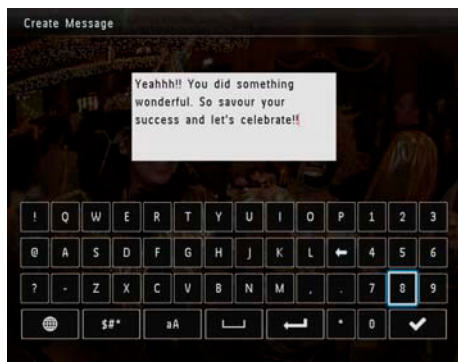 Create Message
Yeahhh!! You did something
wonderful. So savour your
success and let's celebrate!!
! Q W E R T Y U I O P 1 2 3
@ A S D F G H J K L 4 5 6
? - Z X C V B N M , . 7 8 9
$#* aA * 0